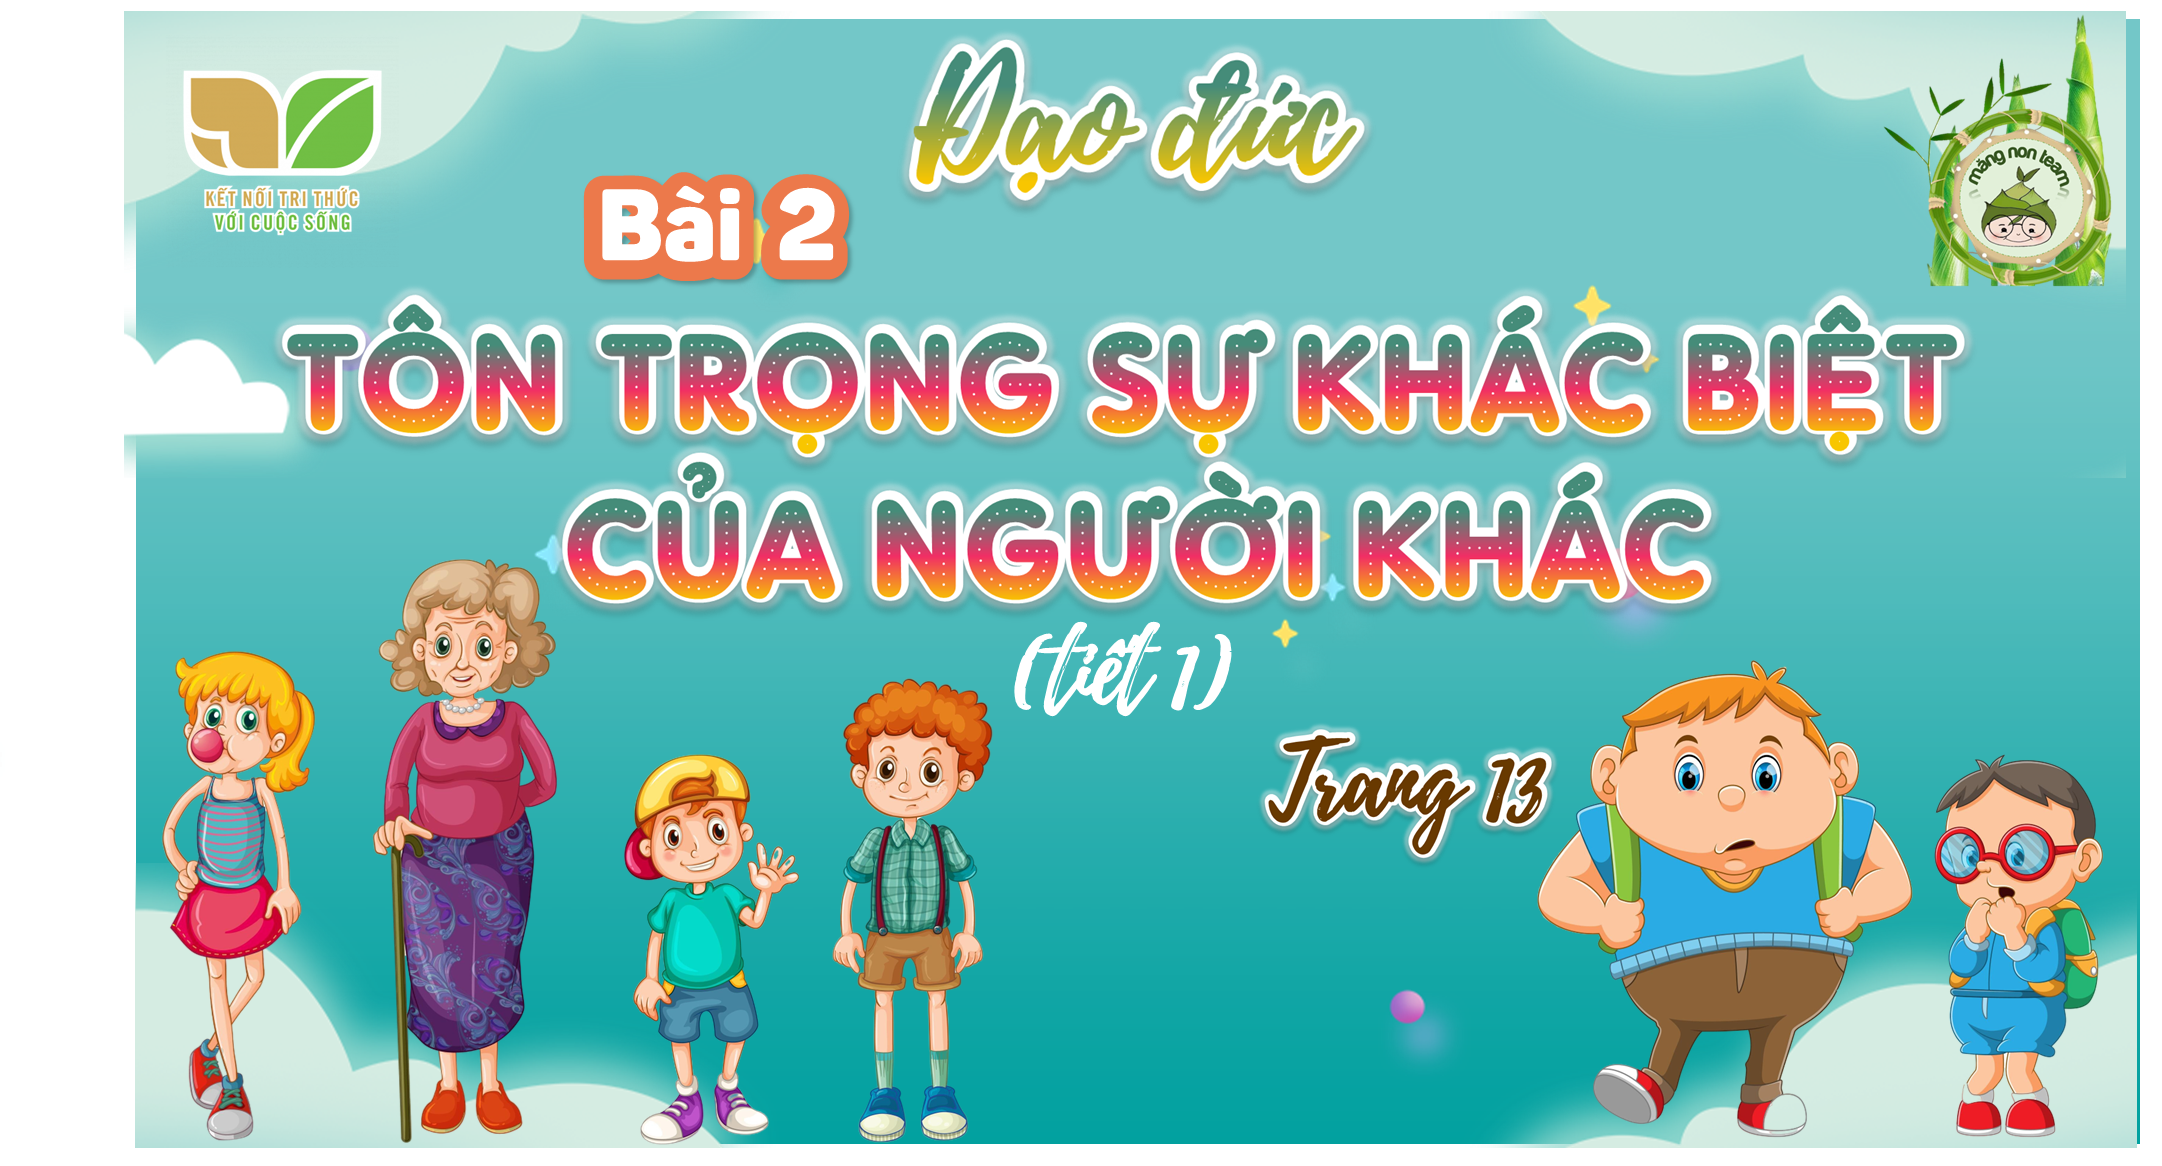 Đạo đức
KẾT NỐI TRI THỨC
VỚI CUỘC SỐNG
măng non team
Bài 2
TÔN TRỌNG SỰ KHÁC BIỆT
CỦA NGƯỜI KHÁC
(tiết 1)
Trang 13